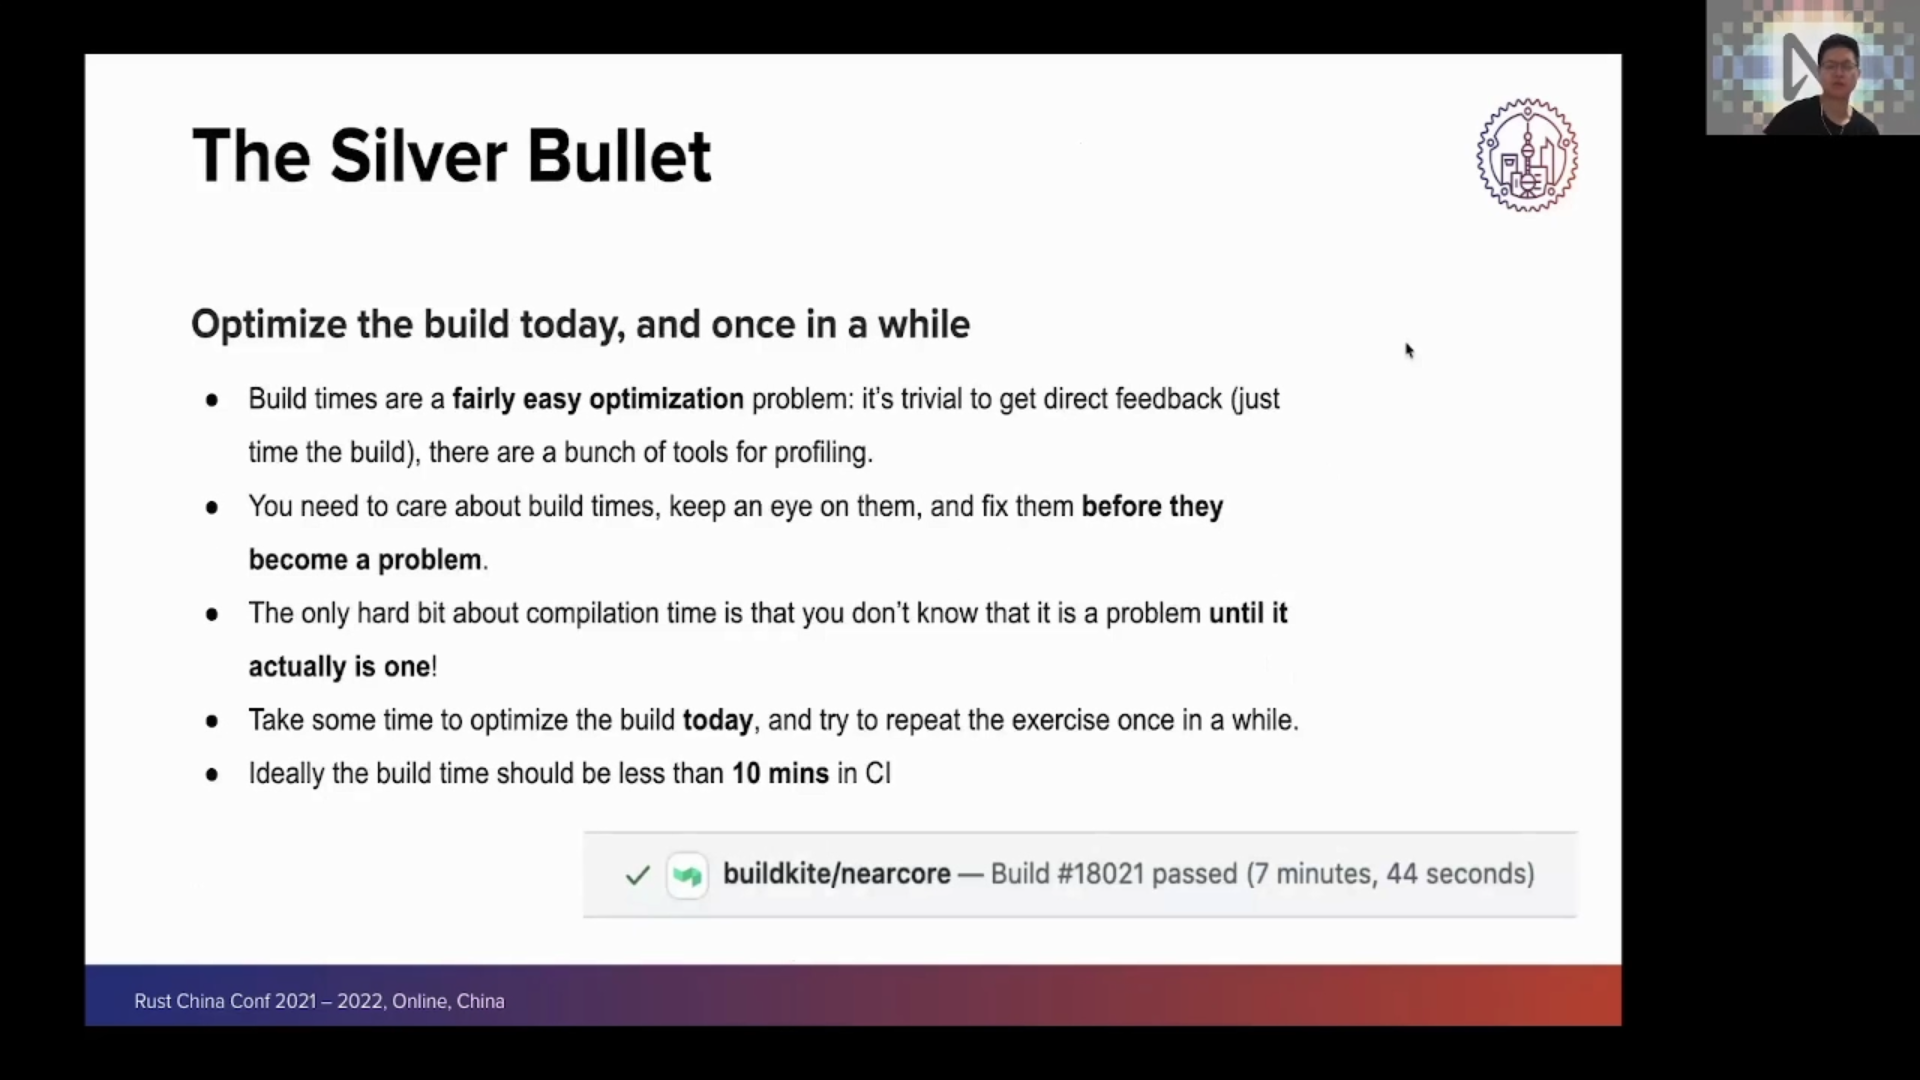 The Silver Bullet
Optimize the build today, and once in a while
● Build times are a fairly easy optimization problem: it’s trivial to get direct feedback (just
time the build), there are a bunch of tools for profiling.
● You need to care about build times, keep an eye on them, and fix them before they
become a problem.
● The only hard bit about compilation time is that you don’t know that it is a problem until it
actually is one!
● Take some time to optimize the build today, and try to repeat the exercise once in a while.
● Ideally the build time should be less than 10 mins in CI
buildkite/nearcore — Build #18021 passed (7 minutes, 44 seconds)
Rust China Conf 2021 – 2022, Online, China